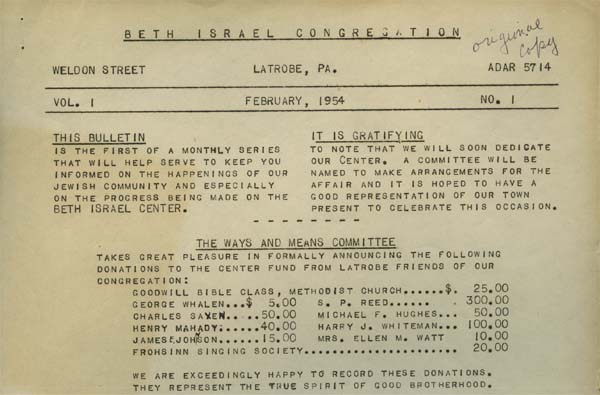 BETH ISRAEL CONGREGATION
original copy
WELDON STREET LATROBE, PA. ADAR 5714
VOL. 1 FEBRUARY, 1954 NO. 1
THIS BULLETIN
IS THE FIRST OF A MONTHLY SERIES
THAT WILL HELP SERVE TO KEEP YOU
INFORMED ON THE HAPPENINGS OF OUR
JEWISH COMMUNITY AND ESPECIALLY
ON THE PROGRESS BEING MADE ON THE
BETH ISRAEL CENTER.
IT IS GRATIFYING
TO NOTE THAT WE WILL SOON DEDICATE
OUR CENTER. A COMMITTEE WILL BE
NAMED TO MAKE ARRANGEMENTS FOR THE
AFFAIR AND IT IS HOPED TO HAVE A
GOOD REPRESENTATION OF OUR TOWN
PRESENT TO CELEBRATE THIS OCCASION.
- - - - - - - -
THE WAYS AND MEANS COMMITTEE
TAKES GREAT PLEASURE IN FORMALLY ANNOUNCING THE FOLLOWING
DONATIONS TO THE CENTER FUND FROM LATROBE FRIENDS OF OUR
CONGREGATION:
GOODWILL BIBLE CLASS, METHODIST CHURCH......$. 25.00
GEORGE WHALEN...$ 5.00 S. P. REED...... . 300.00
CHARLES SAXEN.. ..50.00 MICHAEL F. HUGHES... 50.00
HENRY MAHADY......40.00 HARRY J. WHITEMAN... 100.00
JAMES JOHSON......15.00 MRS. ELLEN M. WATT 10.00
FROHSINN SINGING SOCIETY...................... 20.00
WE ARE EXCEEDINGLY HAPPY TO RECORD THESE DONATIONS.
THEY REPRESENT THE TRUE SPIRIT OF GOOD BROTHERHOOD.